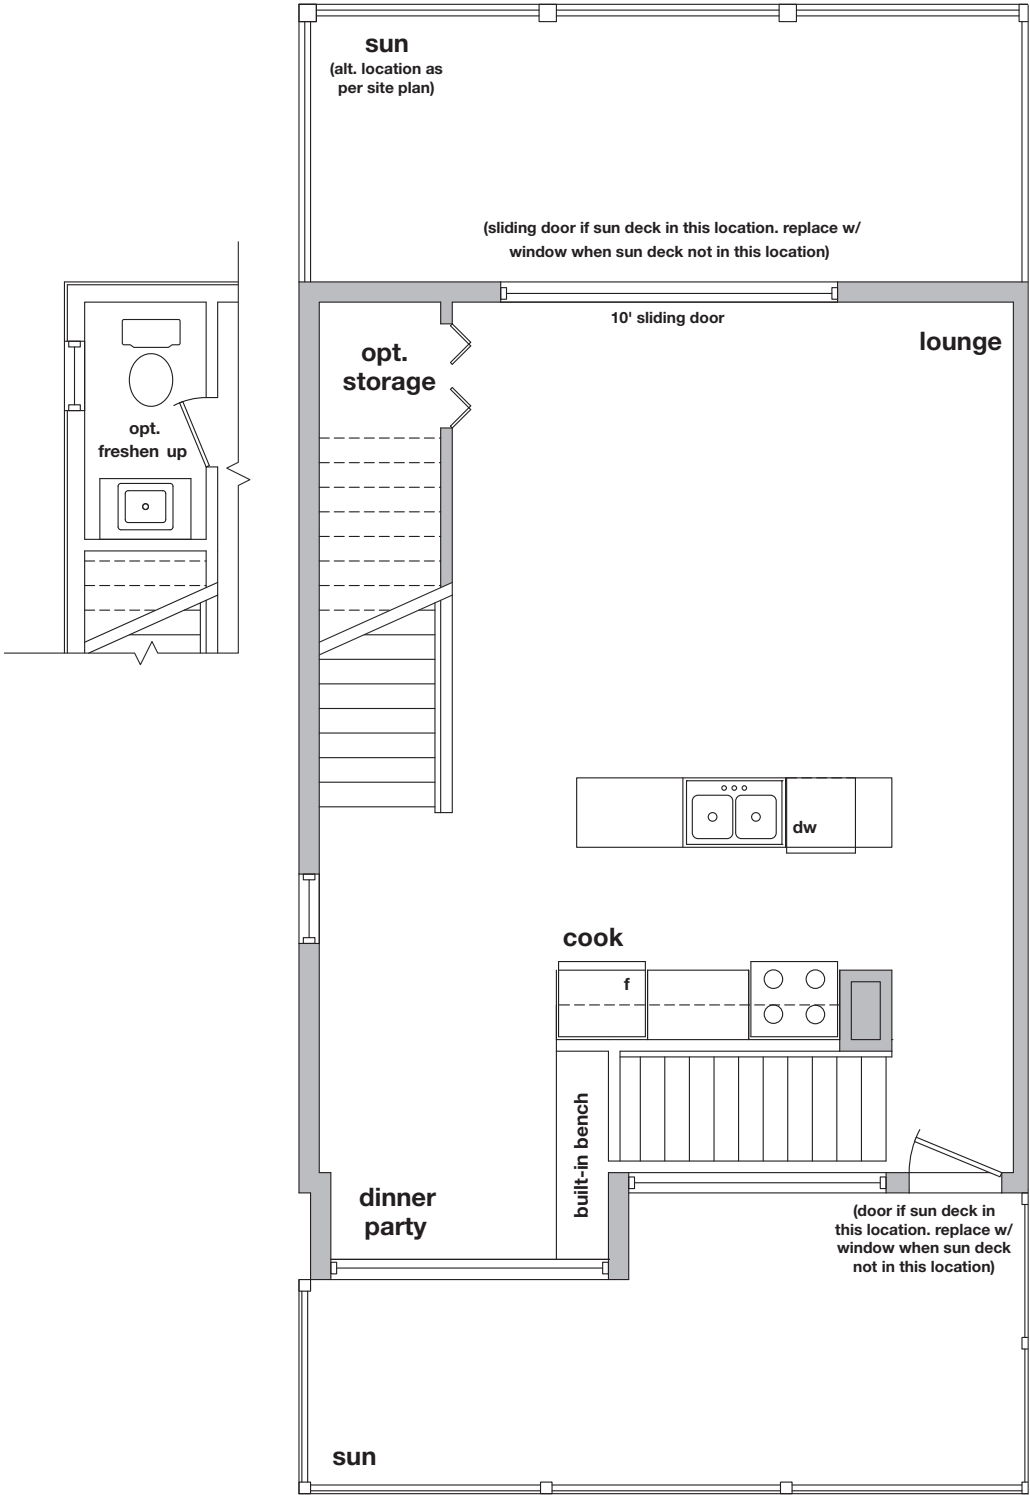 sun
(alt. location as
per site plan)
(sliding door if sun deck in this location. replace w/
window when sun deck not in this location)
10' sliding door
lounge
opt.
storage
opt.
freshen up
dw
cook
f
built-in bench
dinner
party
(door if sun deck in
this location. replace w/
window when sun deck
not in this location)
sun